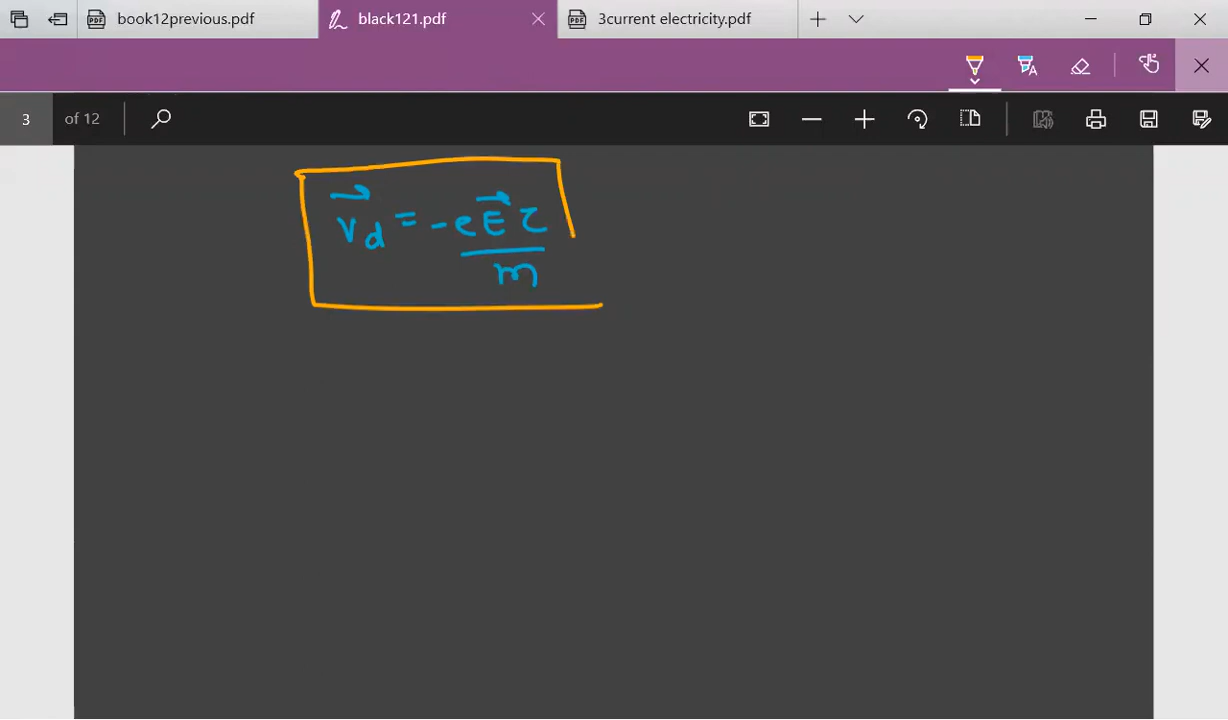 book12previous.pdf
black121.pdf
3current electricity.pdf
3 of 12
v⃗d = -eE⃗τ
m